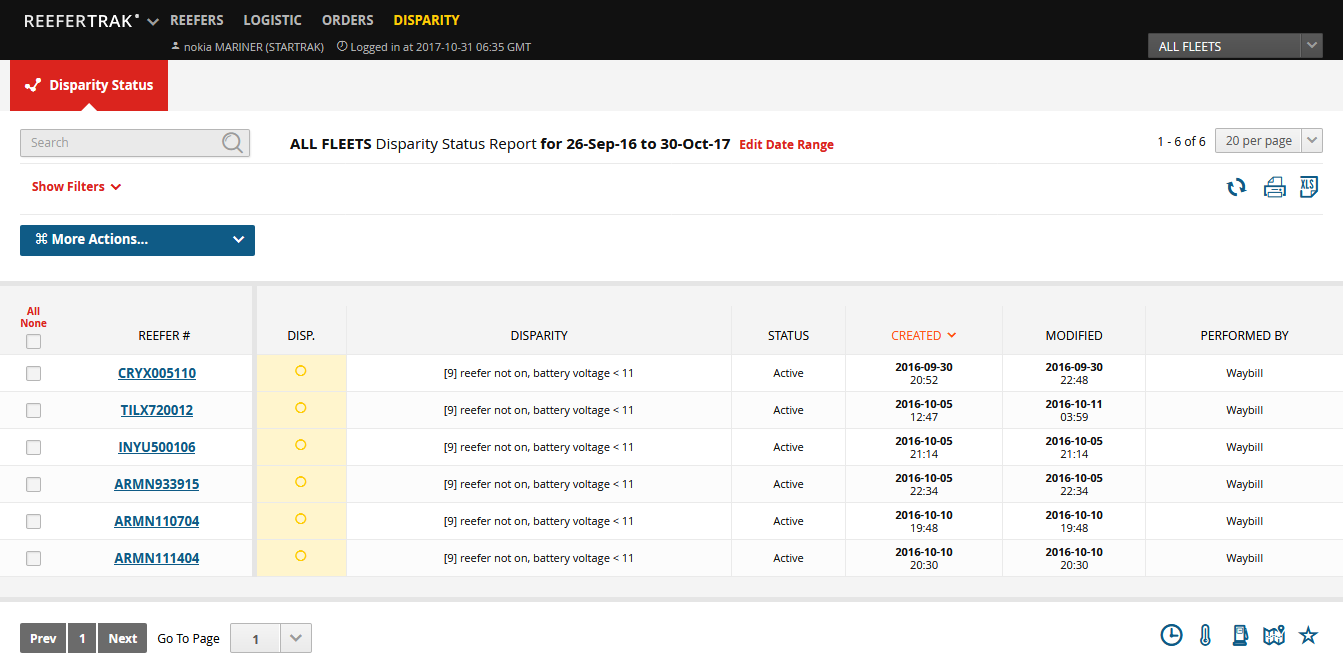 REEFERTRAK REEFERS LOGISTIC ORDERS DISPARITY
nokia MARINER (STARTRAK) Logged in at 2017-10-31 06:35 GMT ALL FLEETS
Disparity Status
Search ALL FLEETS Disparity Status Report for 26-Sep-16 to 30-Oct-17 Edit Date Range 1 - 6 of 6 20 per page
Show Filters XLS
⌘ More Actions...
All
None
REEFER # DISP. DISPARITY STATUS CREATED MODIFIED PERFORMED BY
CRYX005110 [9] reefer not on, battery voltage < 11 Active 2016-09-30 20:52 2016-09-30 22:48 Waybill
TILX720012 [9] reefer not on, battery voltage < 11 Active 2016-10-05 12:47 2016-10-11 03:59 Waybill
INYU500106 [9] reefer not on, battery voltage < 11 Active 2016-10-05 21:14 2016-10-05 21:14 Waybill
ARMN933915 [9] reefer not on, battery voltage < 11 Active 2016-10-05 22:34 2016-10-05 22:34 Waybill
ARMN110704 [9] reefer not on, battery voltage < 11 Active 2016-10-10 19:48 2016-10-10 19:48 Waybill
ARMN111404 [9] reefer not on, battery voltage < 11 Active 2016-10-10 20:30 2016-10-10 20:30 Waybill
Prev 1 Next Go To Page 1